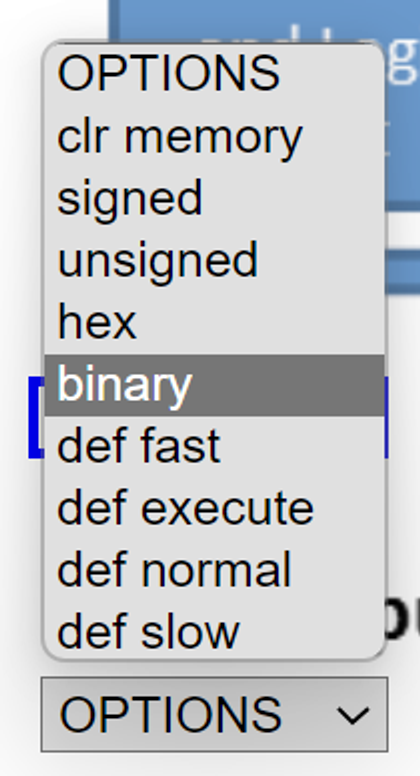 OPTIONS
clr memory
signed
unsigned
hex
binary
def fast
def execute
def normal
def slow
OPTIONS